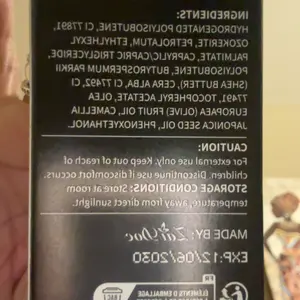 INGREDIENTS:
HYDROGENATED POLYISOBUTENE, CI 77891,
OZOKERITE, PETROLATUM, ETHYLHEXYL
PALMITATE, CAPRYLIC/CAPRIC TRIGLYCERIDE,
POLYISOBUTENE, BUTYROSPERMUM PARKII
(SHEA BUTTER), CERA ALBA, CI 77492, CI
77491, TOCOPHERYL ACETATE, OLEA
EUROPAEA (OLIVE) FRUIT OIL, CAMELLIA
JAPONICA SEED OIL, PHENOXYETHANOL.
CAUTION:
For external use only. Keep out of reach of
children. Discontinue use if discomfort occurs.
STORAGE CONDITIONS: Store at room
temperature, away from direct sunlight.
MADE BY:
EXP: 12/06/2030
FR
ÉLÉMENTS D'EMBALLAGE